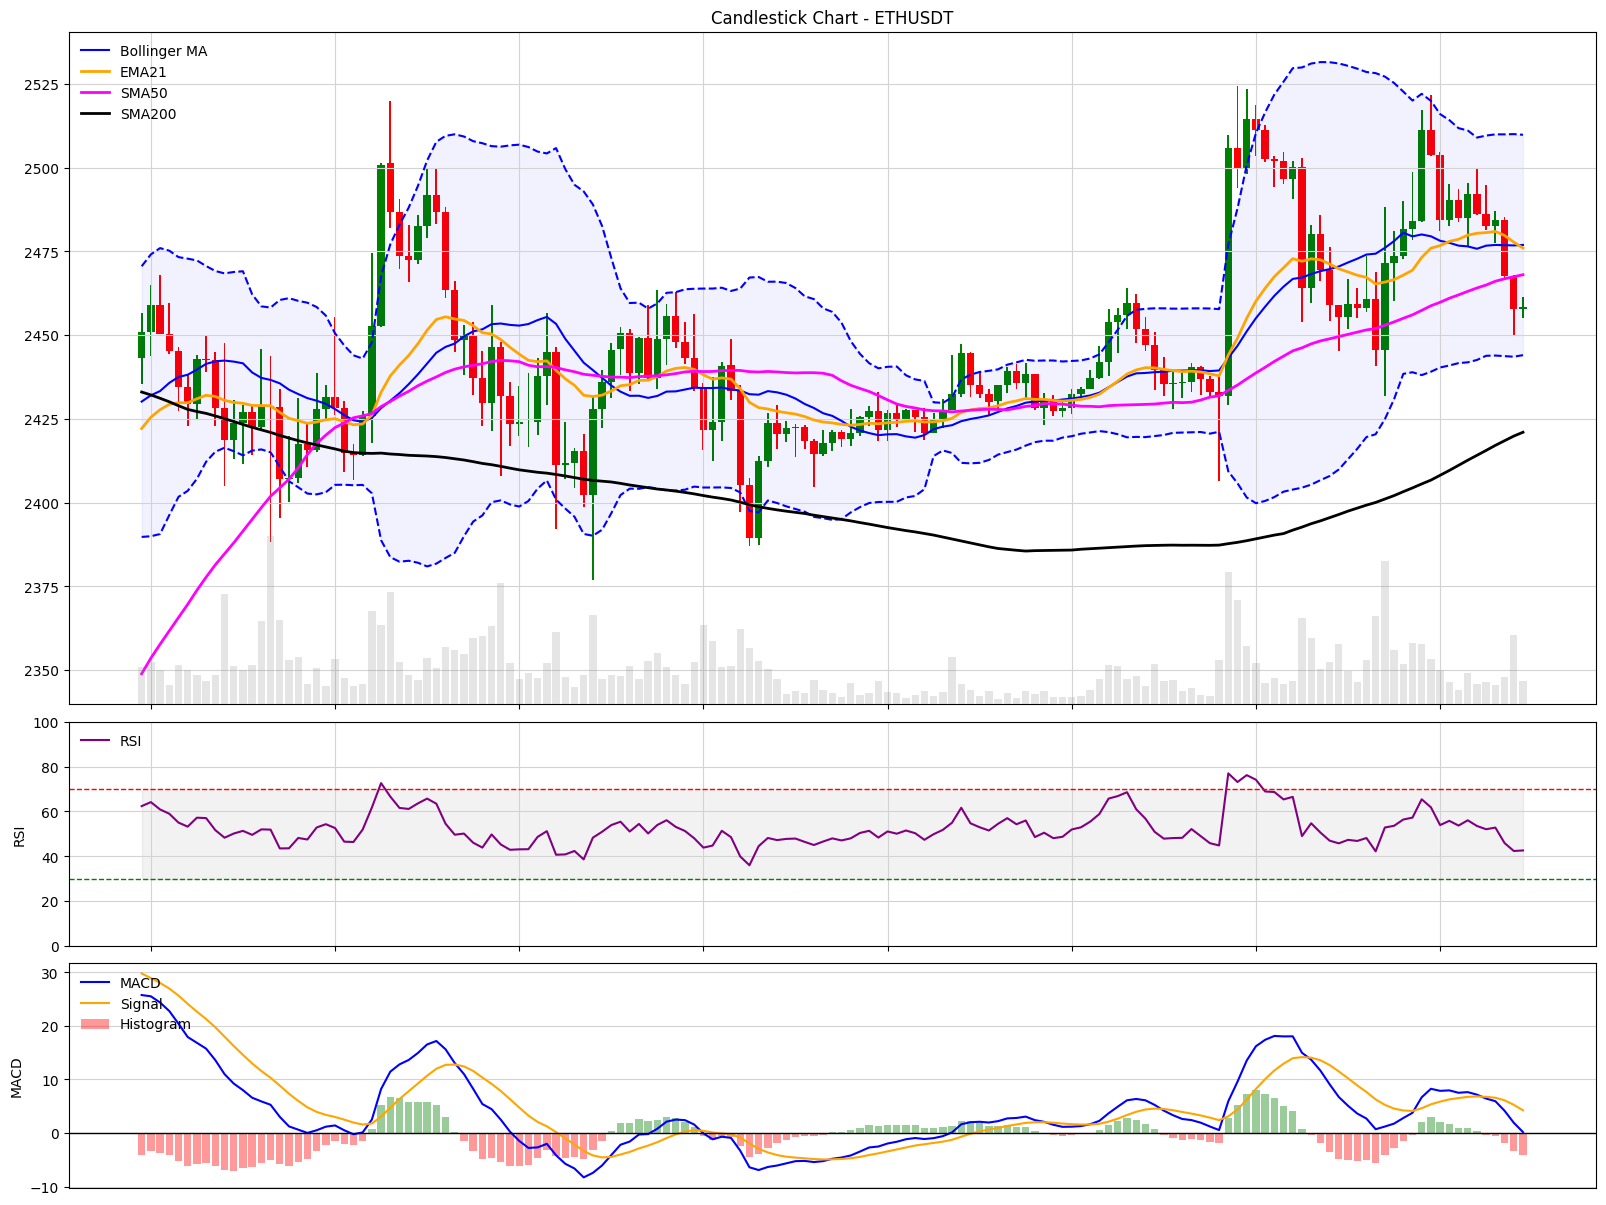 Candlestick Chart - ETHUSDT
Bollinger MA
EMA21
SMA50
SMA200
2525
2500
2475
2450
2425
2400
2375
2350
RSI
100
80
60
40
20
0
RSI
MACD
Signal
Histogram
30
20
10
0
−10
MACD